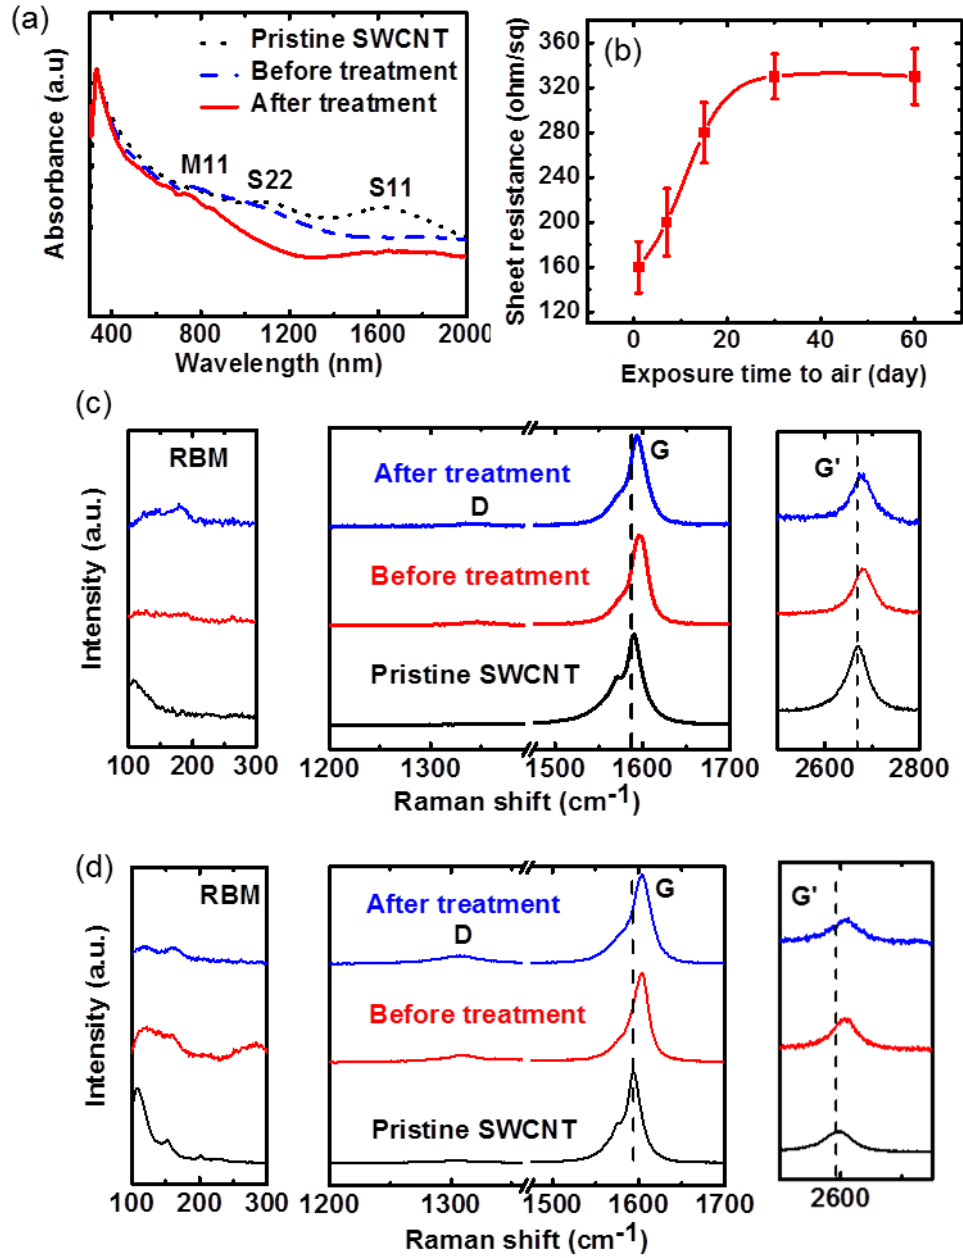 (a)
Pristine SWCNT
Before treatment
After treatment
M11
S22
S11
Absorbance (a.u)
400 800 1200 1600 2000
Wavelength (nm)
(b)
360
320
280
240
200
160
120
Sheet resistance (ohm/sq)
0 20 40 60
Exposure time to air (day)
(c)
RBM
After treatment
D
G
G'
Before treatment
Pristine SWCNT
Intensity (a.u.)
100 200 300 1200 1300 1500 1600 1700 2600 2800
Raman shift (cm-1)
(d)
RBM
After treatment
D
G
G'
Before treatment
Pristine SWCNT
Intensity (a.u.)
100 200 300 1200 1300 1500 1600 1700 2600
Raman shift (cm-1)